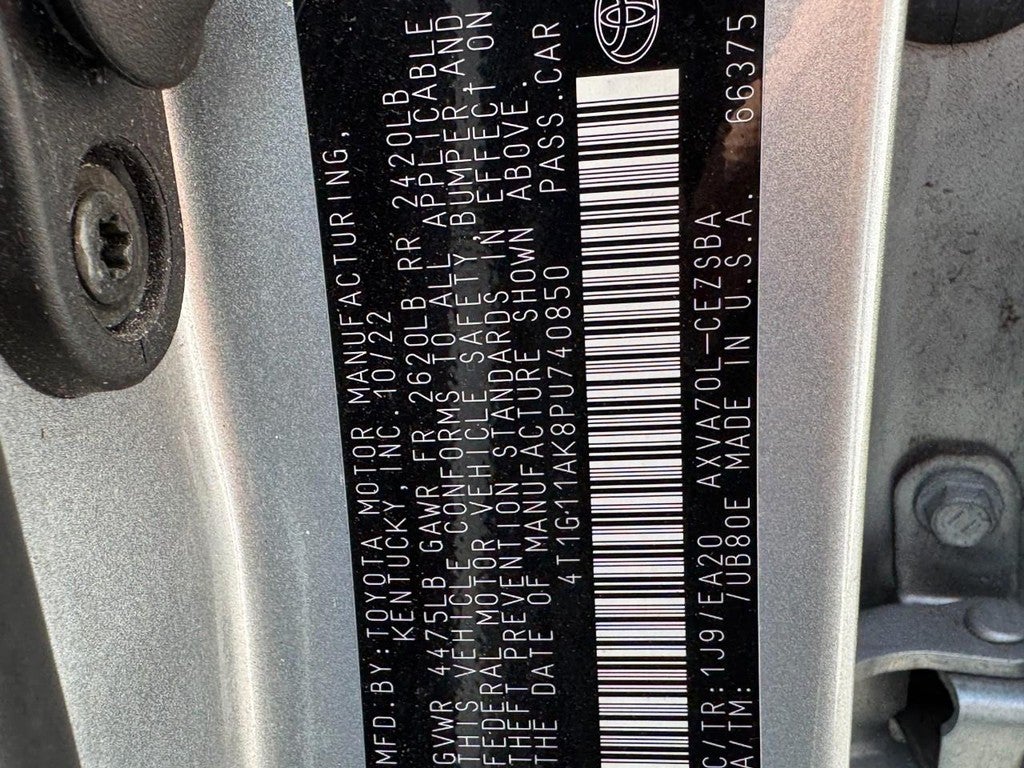 MFD.BY:TOYOTA MOTOR MANUFACTURING,
KENTUCKY,INC.10/22
GVWR 4475LB GAWR FR 2620LB RR 2420LB
THIS VEHICLE CONFORMS TO ALL APPLICABLE
FEDERAL MOTOR VEHICLE SAFETY,BUMPER,AND
THEFT PREVENTION STANDARDS IN EFFECT ON
THE DATE OF MANUFACTURE SHOWN ABOVE.
4T1G11AK8PU740850 PASS.CAR
C/TR:1J9/EA20 AXVA70L-CEZSBA
A/TM: /UB80E MADE IN U.S.A. 66375